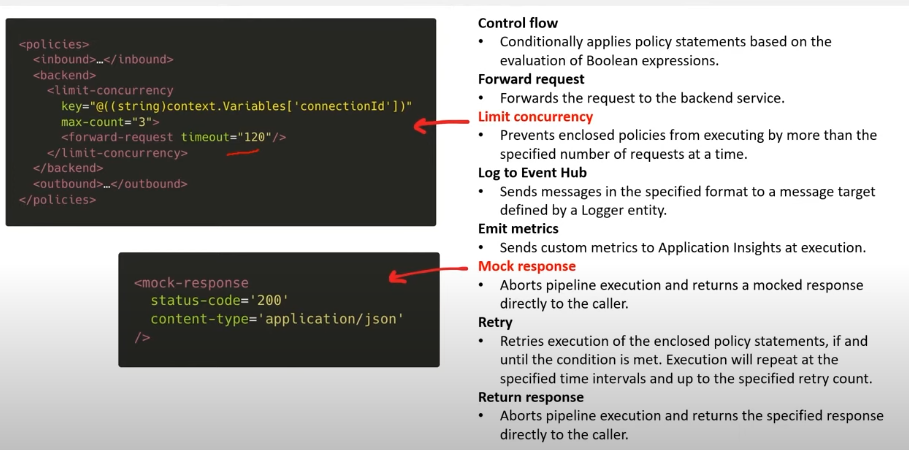 <policies>
<inbound>…</inbound>
<backend>
<limit-concurrency
key="@((string)context.Variables['connectionId'])"
max-count="3">
<forward-request timeout="120"/>
</limit-concurrency>
</backend>
<outbound>…</outbound>
</policies>
<mock-response
status-code='200'
content-type='application/json'
/>
Control flow
• Conditionally applies policy statements based on the
evaluation of Boolean expressions.
Forward request
• Forwards the request to the backend service.
Limit concurrency
• Prevents enclosed policies from executing by more than the
specified number of requests at a time.
Log to Event Hub
• Sends messages in the specified format to a message target
defined by a Logger entity.
Emit metrics
• Sends custom metrics to Application Insights at execution.
Mock response
• Aborts pipeline execution and returns a mocked response
directly to the caller.
Retry
• Retries execution of the enclosed policy statements, if and
until the condition is met. Execution will repeat at the
specified time intervals and up to the specified retry count.
Return response
• Aborts pipeline execution and returns the specified response
directly to the caller.